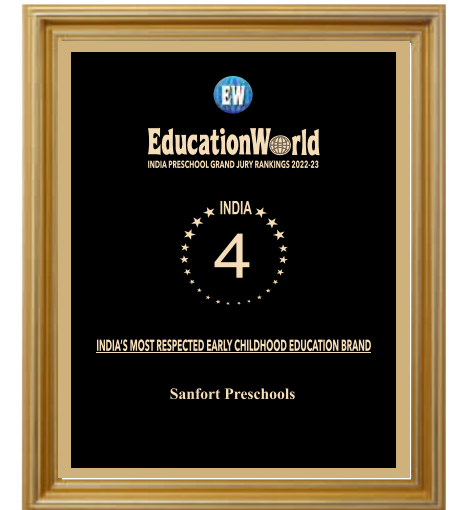 EW
EducationWorld
INDIA PRESCHOOL GRAND JURY RANKINGS 2022-23
INDIA
4
INDIA'S MOST RESPECTED EARLY CHILDHOOD EDUCATION BRAND
Sanfort Preschools